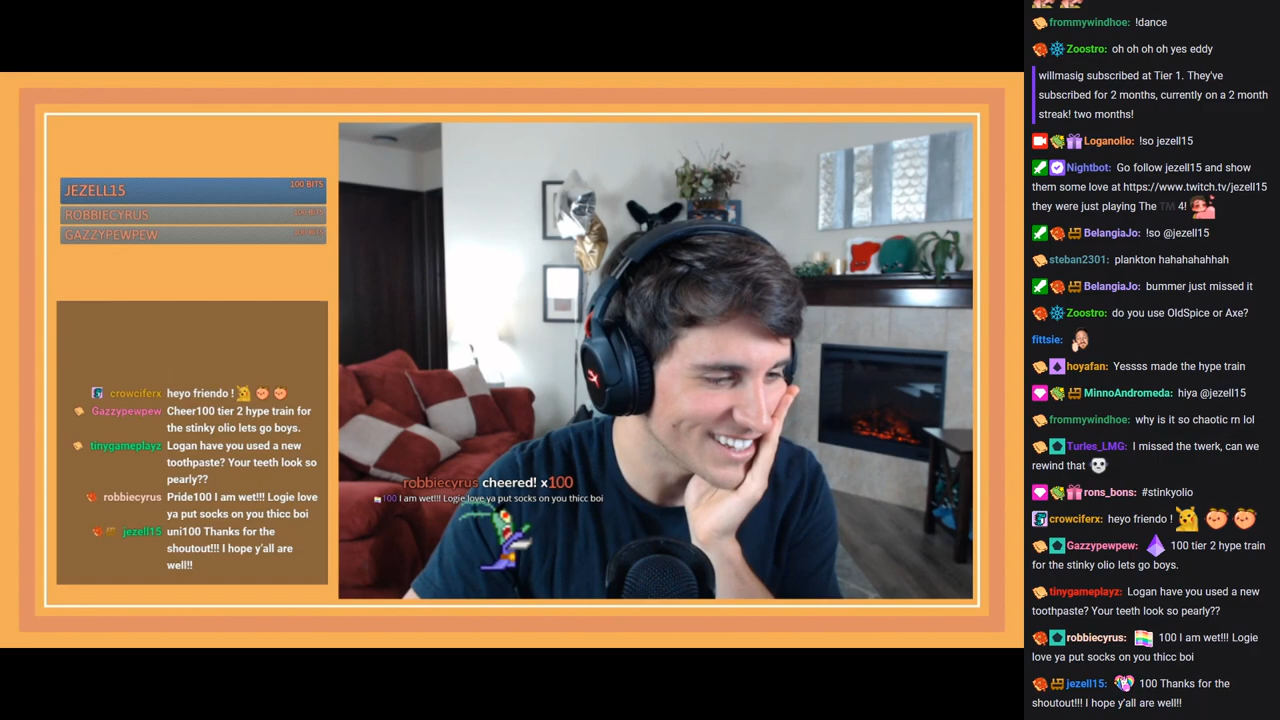 JEZELL15 100 BITS
ROBBIECYRUS 100 BITS
GAZZYPEWPEW
crowciferx heyo friendo !
Gazzypewpew Cheer100 tier 2 hype train for
the stinky olio lets go boys.
tinygameplayz Logan have you used a new
toothpaste? Your teeth look so
pearly??
robbiecyrus Pride100 I am wet!!! Logie love
ya put socks on you thicc boi
jezell15 uni100 Thanks for the
shoutout!!! I hope y'all are
well!!
robbiecyrus cheered! x100
100 I am wet!!! Logie love ya put socks on you thicc boi
frommywindhoe: !dance
Zoostro: oh oh oh oh yes eddy
willmasig subscribed at Tier 1. They've
subscribed for 2 months, currently on a 2 month
streak! two months!
Loganolio: !so jezell15
Nightbot: Go follow jezell15 and show
them some love at https://www.twitch.tv/jezell15
they were just playing The TM 4!
BelangiaJo: !so @jezell15
steban2301: plankton hahahahahhah
BelangiaJo: bummer just missed it
Zoostro: do you use OldSpice or Axe?
fittsie:
hoyafan: Yessss made the hype train
MinnoAndromeda: hiya @jezell15
frommywindhoe: why is it so chaotic rn lol
Turles_LMG: I missed the twerk, can we
rewind that
rons_bons: #stinkyolio
crowciferx: heyo friendo !
Gazzypewpew: 100 tier 2 hype train
for the stinky olio lets go boys.
tinygameplayz: Logan have you used a new
toothpaste? Your teeth look so pearly??
robbiecyrus: 100 I am wet!!! Logie
love ya put socks on you thicc boi
jezell15: 100 Thanks for the
shoutout!!! I hope y'all are well!!